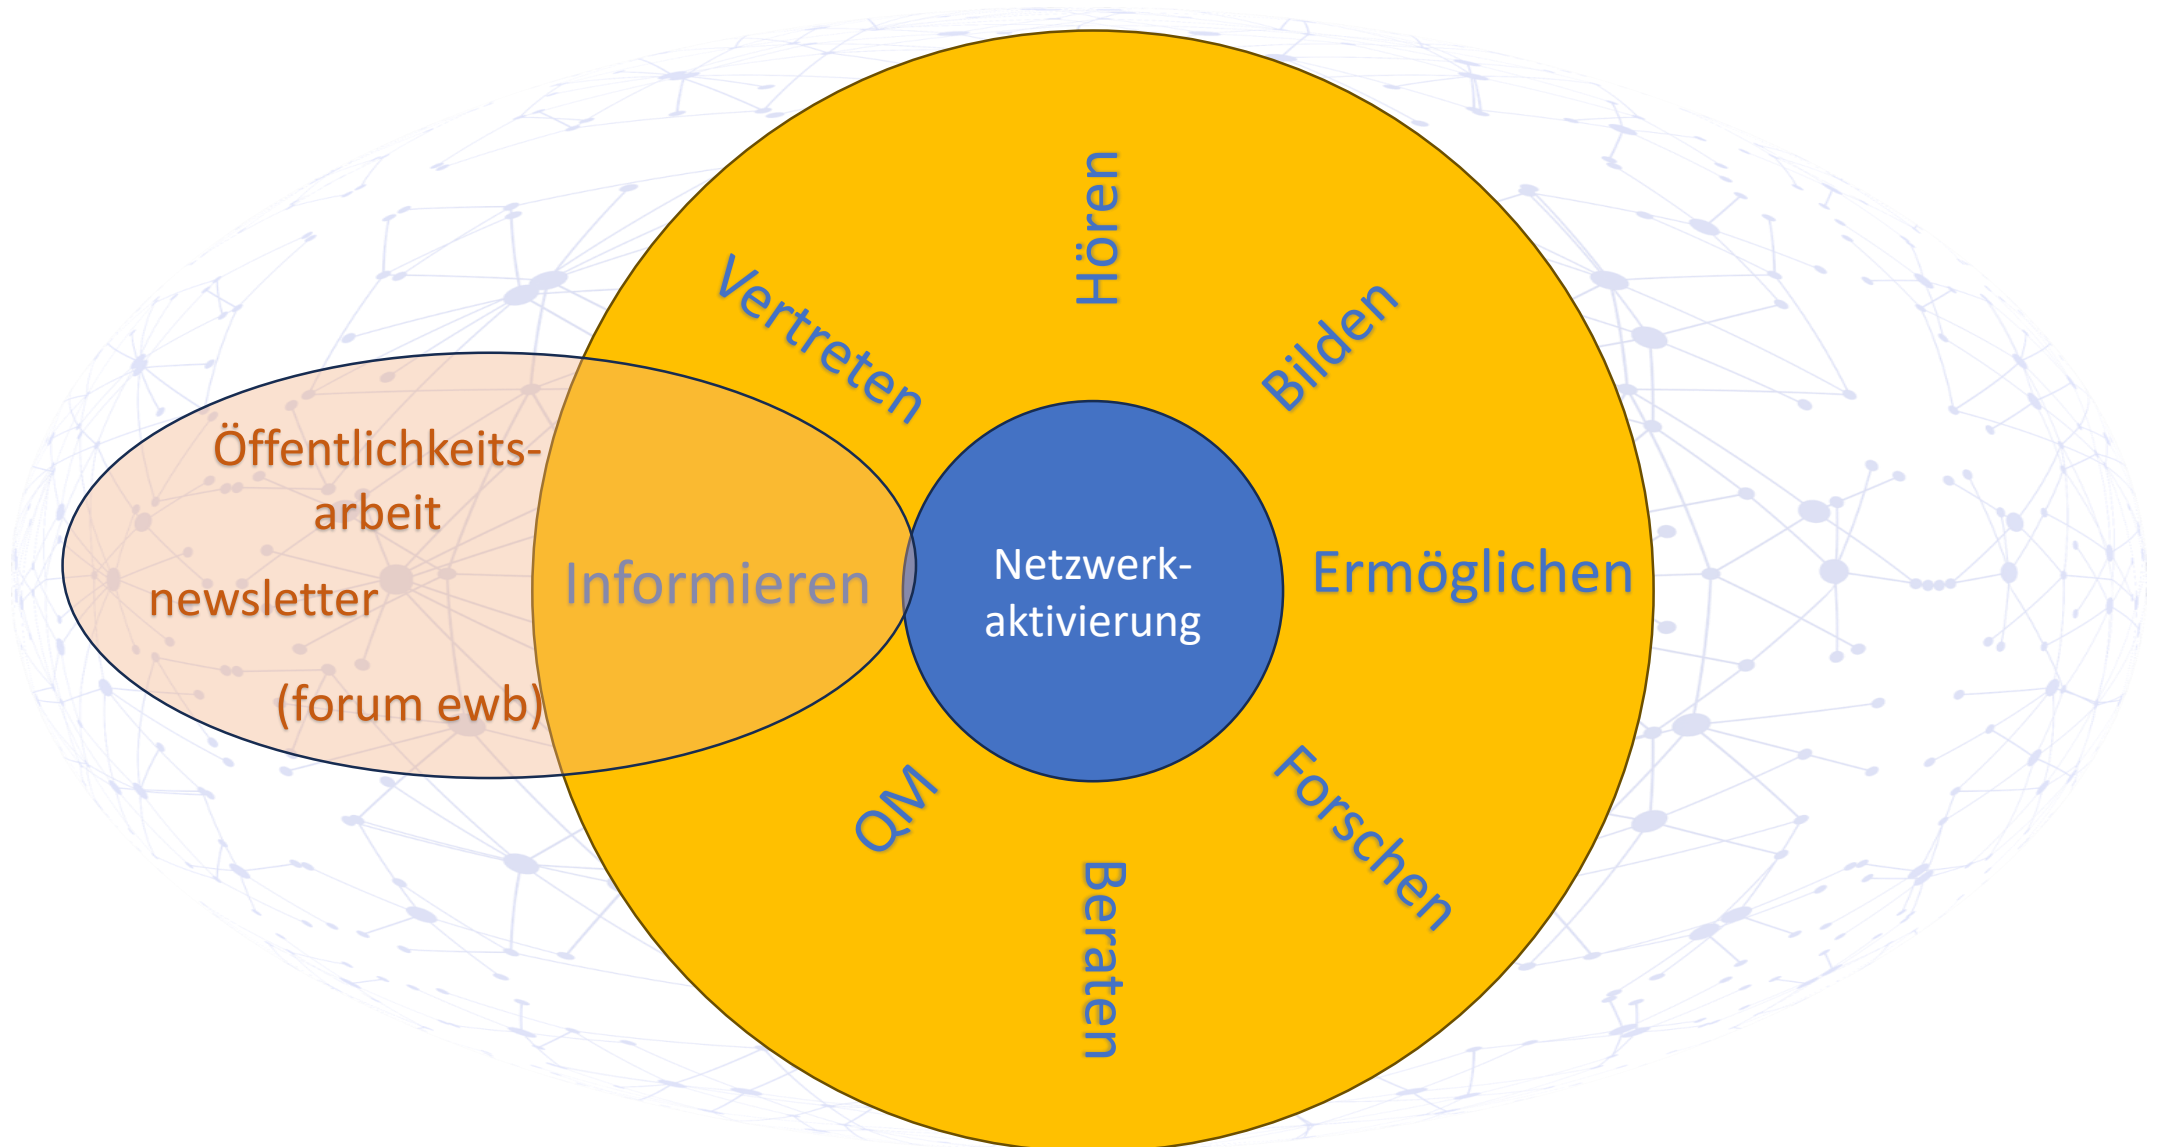 Hören
Vertreten
Bilden
Öffentlichkeits-
arbeit
newsletter
(forum ewb)
Informieren
Netzwerk-
aktivierung
Ermöglichen
QM
Forschen
Beraten